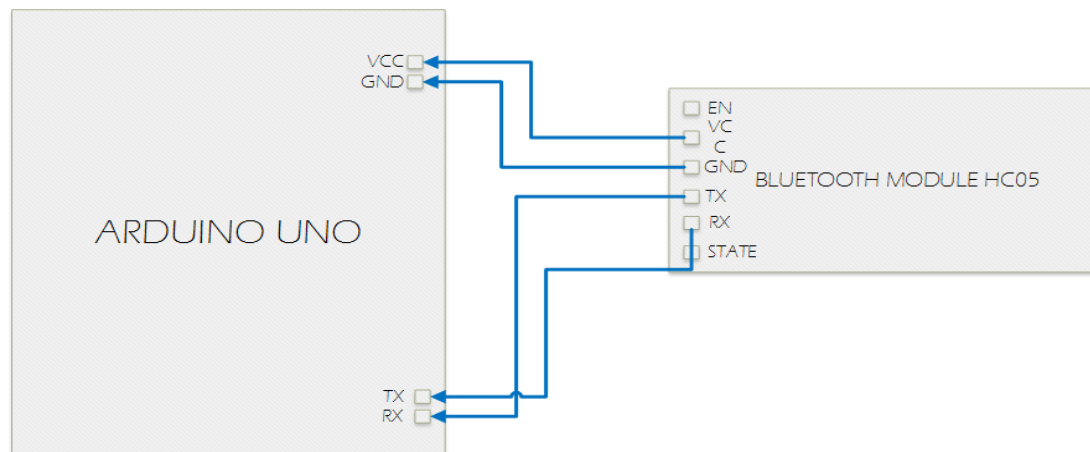 VCC
GND
ARDUINO UNO
TX
RX
EN
VC
C
GND
TX
RX
STATE
BLUETOOTH MODULE HC05